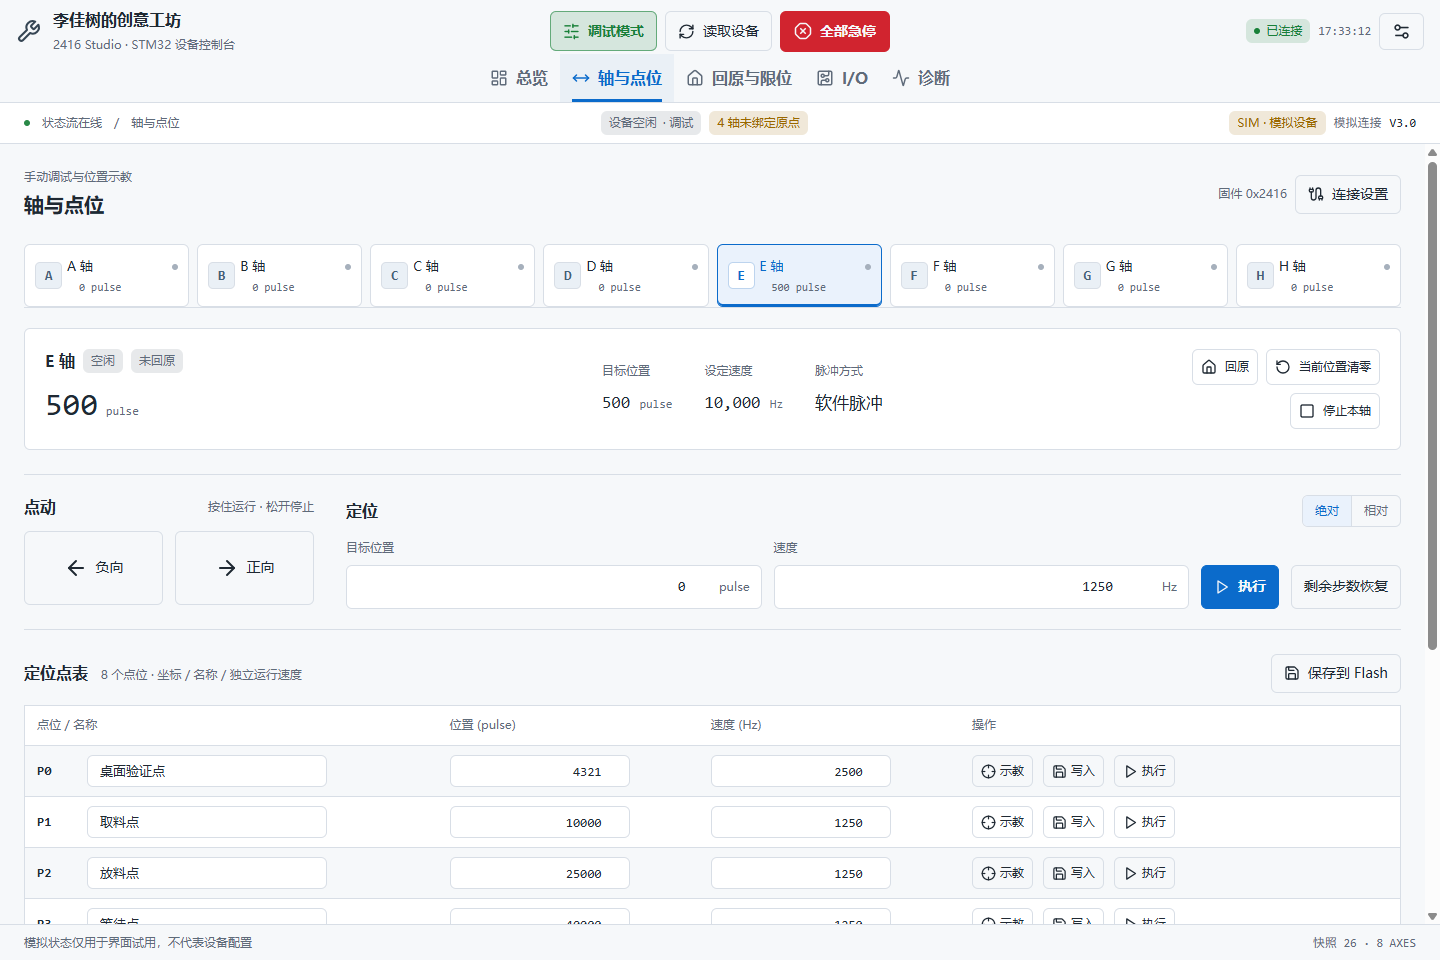 李佳树的创意工坊
2416 Studio · STM32 设备控制台
调试模式 读取设备 全部急停
已连接 17:33:12
总览 轴与点位 回原与限位 I/O 诊断
状态流在线 / 轴与点位
设备空闲 · 调试 4 轴未绑定原点
SIM · 模拟设备 模拟连接 V3.0
手动调试与位置示教
轴与点位
固件 0x2416 连接设置
A A 轴 0 pulse
B B 轴 0 pulse
C C 轴 0 pulse
D D 轴 0 pulse
E E 轴 500 pulse
F F 轴 0 pulse
G G 轴 0 pulse
H H 轴 0 pulse
E 轴 空闲 未回原
500 pulse
目标位置 设定速度 脉冲方式
500 pulse 10,000 Hz 软件脉冲
回原 当前位置清零
停止本轴
点动 按住运行 · 松开停止
负向 正向
定位 绝对 相对
目标位置 速度
0 pulse 1250 Hz 执行 剩余步数恢复
定位点表 8 个点位 · 坐标 / 名称 / 独立运行速度 保存到 Flash
点位 / 名称 位置 (pulse) 速度 (Hz) 操作
P0 桌面验证点 4321 2500 示教 写入 执行
P1 取料点 10000 1250 示教 写入 执行
P2 放料点 25000 1250 示教 写入 执行
P3 等待点 40000 1250 示教 写入 执行
模拟状态仅用于界面试用，不代表设备配置
快照 26 · 8 AXES